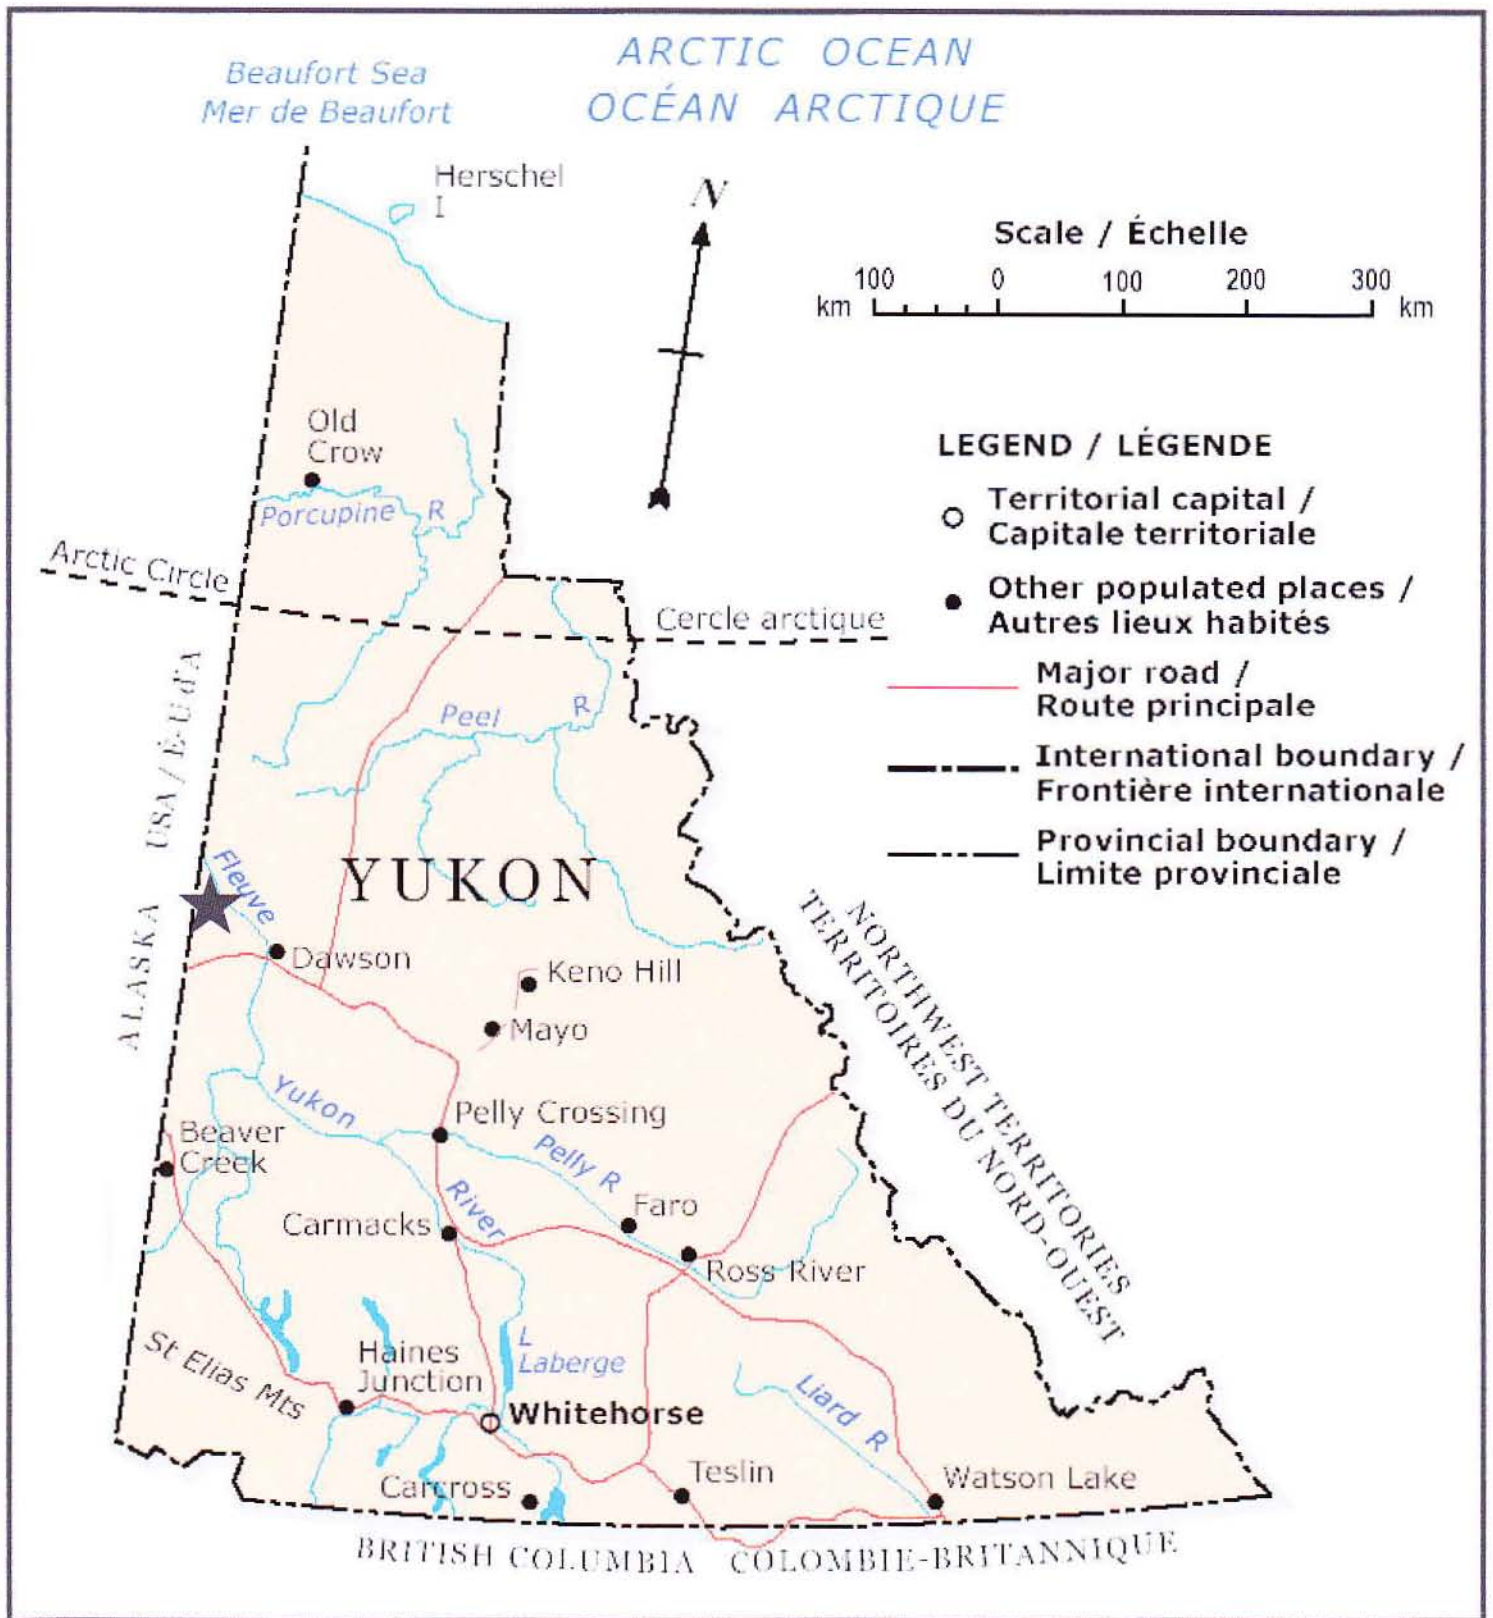 ARCTIC OCEAN
OCÉAN ARCTIQUE
Beaufort Sea
Mer de Beaufort
Herschel
I
N
Scale / Échelle
100 0 100 200 300
km km
LEGEND / LÉGENDE
Territorial capital /
Capitale territoriale
Other populated places /
Autres lieux habités
Major road /
Route principale
International boundary /
Frontière internationale
Provincial boundary /
Limite provinciale
Old
Crow
Porcupine R
Arctic Circle
Cercle arctique
Peel R
ALASKA USA / É-U d'A
Fleuve
YUKON
Dawson
Keno Hill
Mayo
NORTHWEST TERRITORIES
TERRITOIRES DU NORD-OUEST
Yukon
River
Pelly Crossing
Pelly R
Beaver
Creek
Carmacks
Faro
Ross River
St Elias Mts
Haines
Junction
L
Laberge
Whitehorse
Liard R
Carcross
Teslin
Watson Lake
BRITISH COLUMBIA COLOMBIE-BRITANNIQUE